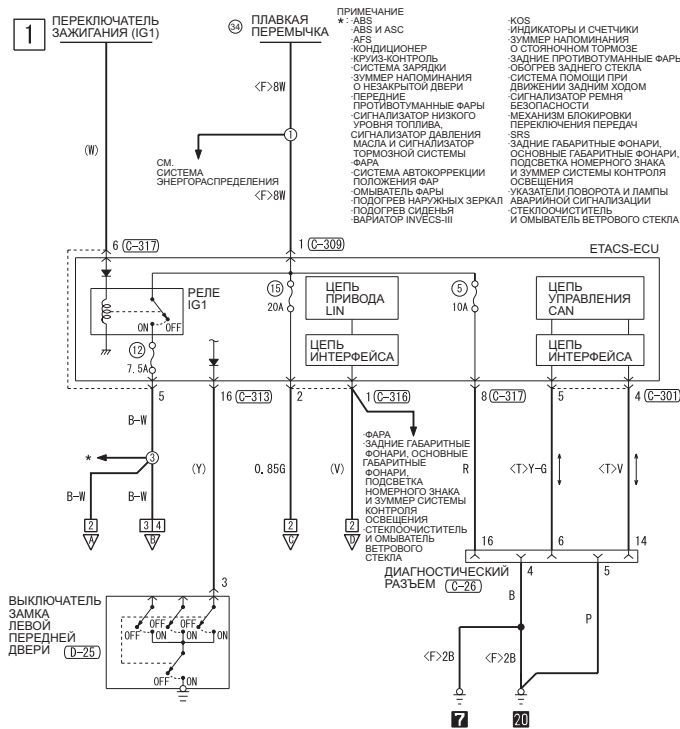 1
ПЕРЕКЛЮЧАТЕЛЬ
ЗАЖИГАНИЯ (IG1)
34
ПЛАВКАЯ
ПЕРЕМЫЧКА
ПРИМЕЧАНИЕ
* : ·ABS
·ABS И ASC
·AFS
·КОНДИЦИОНЕР
·КРУИЗ-КОНТРОЛЬ
·СИСТЕМА ЗАРЯДКИ
·ЗУММЕР НАПОМИНАНИЯ
О НЕЗАКРЫТОЙ ДВЕРИ
·ПЕРЕДНИЕ
ПРОТИВОТУМАННЫЕ ФАРЫ
·СИГНАЛИЗАТОР НИЗКОГО
УРОВНЯ ТОПЛИВА,
СИГНАЛИЗАТОР ДАВЛЕНИЯ
МАСЛА И СИГНАЛИЗАТОР
ТОРМОЗНОЙ СИСТЕМЫ
·ФАРА
·СИСТЕМА АВТОКОРРЕКЦИИ
ПОЛОЖЕНИЯ ФАР
·ОМЫВАТЕЛЬ ФАРЫ
·ПОДОГРЕВ НАРУЖНЫХ ЗЕРКАЛ
·ПОДОГРЕВ СИДЕНЬЯ
·ВАРИАТОР INVECS-III
·KOS
·ИНДИКАТОРЫ И СЧЕТЧИКИ
·ЗУММЕР НАПОМИНАНИЯ
О СТОЯНОЧНОМ ТОРМОЗЕ
·ЗАДНИЕ ПРОТИВОТУМАННЫЕ ФАРЫ
·ОБОГРЕВ ЗАДНЕГО СТЕКЛА
·СИСТЕМА ПОМОЩИ ПРИ
ДВИЖЕНИИ ЗАДНИМ ХОДОМ
·СИГНАЛИЗАТОР РЕМНЯ
БЕЗОПАСНОСТИ
·МЕХАНИЗМ БЛОКИРОВКИ
ПЕРЕКЛЮЧЕНИЯ ПЕРЕДАЧ
·SRS
·ЗАДНИЕ ГАБАРИТНЫЕ ФОНАРИ,
ОСНОВНЫЕ ГАБАРИТНЫЕ ФОНАРИ,
ПОДСВЕТКА НОМЕРНОГО ЗНАКА
И ЗУММЕР СИСТЕМЫ КОНТРОЛЯ
ОСВЕЩЕНИЯ
·УКАЗАТЕЛИ ПОВОРОТА И ЛАМПЫ
АВАРИЙНОЙ СИГНАЛИЗАЦИИ
·СТЕКЛООЧИСТИТЕЛЬ
И ОМЫВАТЕЛЬ ВЕТРОВОГО СТЕКЛА
<F>8W
1
(W)
СМ.
СИСТЕМА
ЭНЕРГОРАСПРЕДЕЛЕНИЯ
<F>8W
6 (C-317)
1 (C-309)
ETACS-ECU
РЕЛЕ
IG1
ON OFF
12
7.5A
15
20A
ЦЕПЬ
ПРИВОДА
LIN
ЦЕПЬ
ИНТЕРФЕЙСА
5
10A
ЦЕПЬ
УПРАВЛЕНИЯ
CAN
ЦЕПЬ
ИНТЕРФЕЙСА
5
16 (C-313)
2
1 (C-316)
8 (C-317)
5
4 (C-301)
B-W
*
3
B-W
B-W
(Y)
0.85G
(V)
·ФАРА
·ЗАДНИЕ ГАБАРИТНЫЕ
ФОНАРИ, ОСНОВНЫЕ
ГАБАРИТНЫЕ
ФОНАРИ,
ПОДСВЕТКА
НОМЕРНОГО ЗНАКА
И ЗУММЕР СИСТЕМЫ
КОНТРОЛЯ
ОСВЕЩЕНИЯ
·СТЕКЛООЧИСТИТЕЛЬ
И ОМЫВАТЕЛЬ
ВЕТРОВОГО
СТЕКЛА
R
<T>Y-G
<T>V
2
A
3 4
B
2
C
2
D
16
6
14
ДИАГНОСТИЧЕСКИЙ
РАЗЪЕМ (C-26)
4
5
B
P
3
ВЫКЛЮЧАТЕЛЬ
ЗАМКА
ЛЕВОЙ
ПЕРЕДНЕЙ
ДВЕРИ (D-25)
OFF ON
OFF ON
OFF ON
OFF ON
<F>2B
<F>2B
7
20